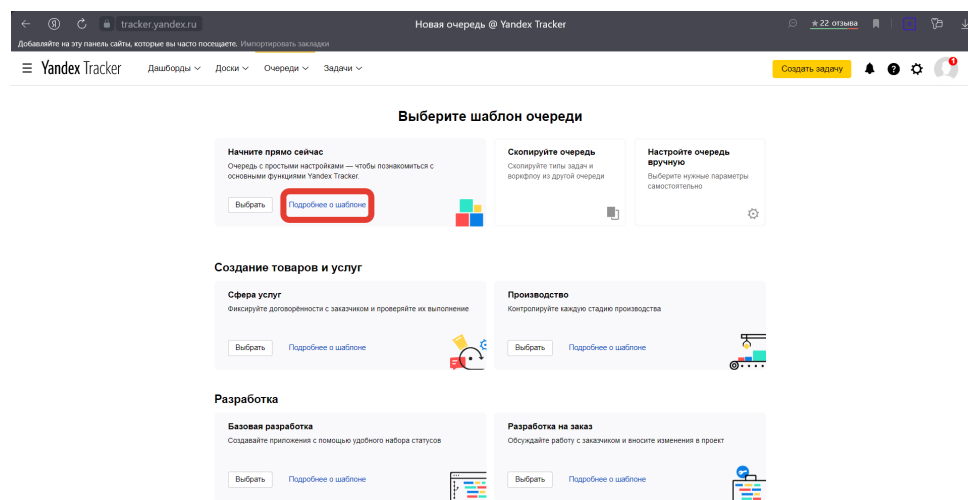 tracker.yandex.ru
Новая очередь @ Yandex Tracker
★ 22 отзыва
Добавляйте на эту панель сайты, которые вы часто посещаете. Импортировать закладки
Yandex Tracker
Дашборды
Доски
Очереди
Задачи
Создать задачу
1
Выберите шаблон очереди
Начните прямо сейчас
Очередь с простыми настройками — чтобы познакомиться с
основными функциями Yandex Tracker.
Выбрать
Подробнее о шаблоне
Скопируйте очередь
Скопируйте типы задач и
воркфлоу из другой очереди
Настройте очередь
вручную
Выберите нужные параметры
самостоятельно
Создание товаров и услуг
Сфера услуг
Фиксируйте договорённости с заказчиком и проверяйте их выполнение
Выбрать
Подробнее о шаблоне
Производство
Контролируйте каждую стадию производства
Выбрать
Подробнее о шаблоне
Разработка
Базовая разработка
Создавайте приложения с помощью удобного набора статусов
Выбрать
Подробнее о шаблоне
Разработка на заказ
Обсуждайте работу с заказчиком и вносите изменения в проект
Выбрать
Подробнее о шаблоне